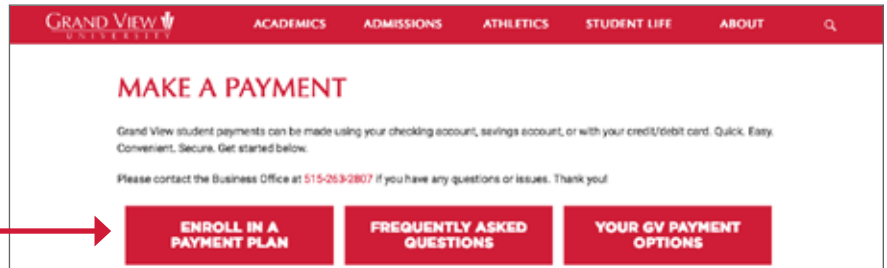 GRAND VIEW
UNIVERSITY
ACADEMICS ADMISSIONS ATHLETICS STUDENT LIFE ABOUT
MAKE A PAYMENT
Grand View student payments can be made using your checking account, savings account, or with your credit/debit card. Quick. Easy.
Convenient. Secure. Get started below.
Please contact the Business Office at 515-263-2807 if you have any questions or issues. Thank you!
ENROLL IN A
PAYMENT PLAN
FREQUENTLY ASKED
QUESTIONS
YOUR GV PAYMENT
OPTIONS